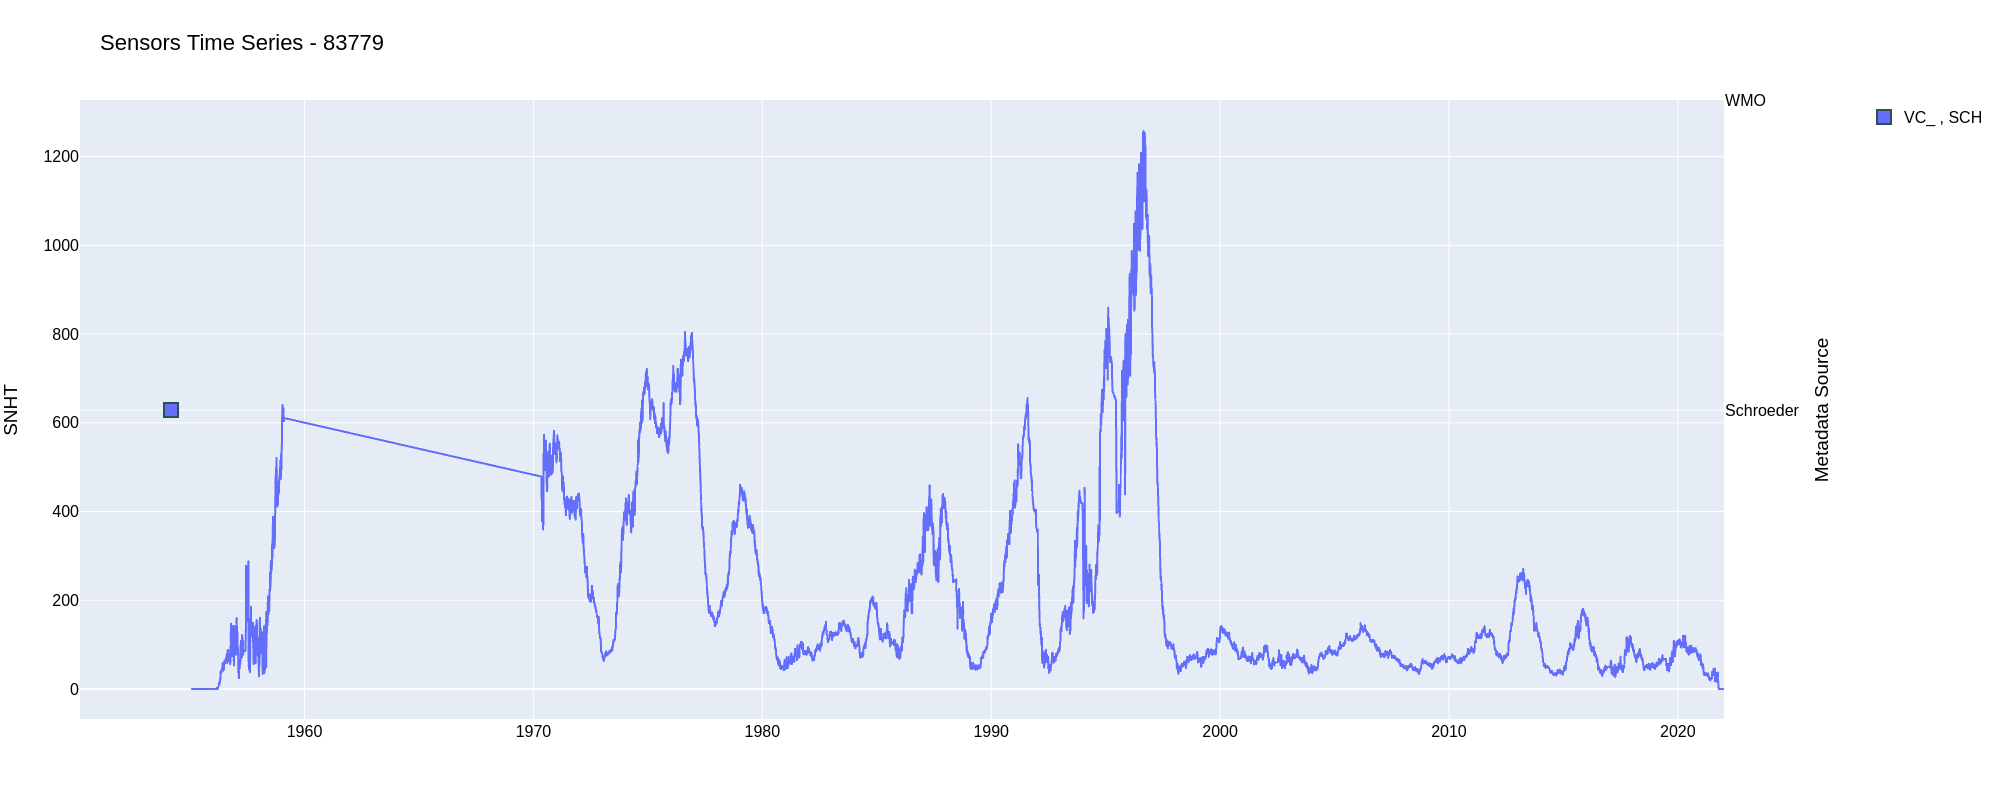 Sensors Time Series - 83779
WMO
VC_ , SCH
1200
1000
800
600
400
200
0
SNHT
Schroeder
Metadata Source
1960
1970
1980
1990
2000
2010
2020